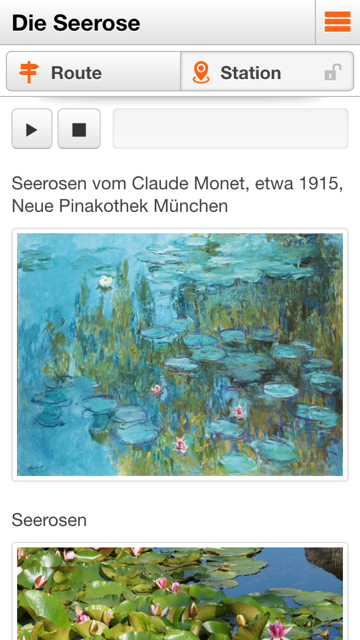 Die Seerose
Route
Station
Seerosen vom Claude Monet, etwa 1915,
Neue Pinakothek München
Seerosen